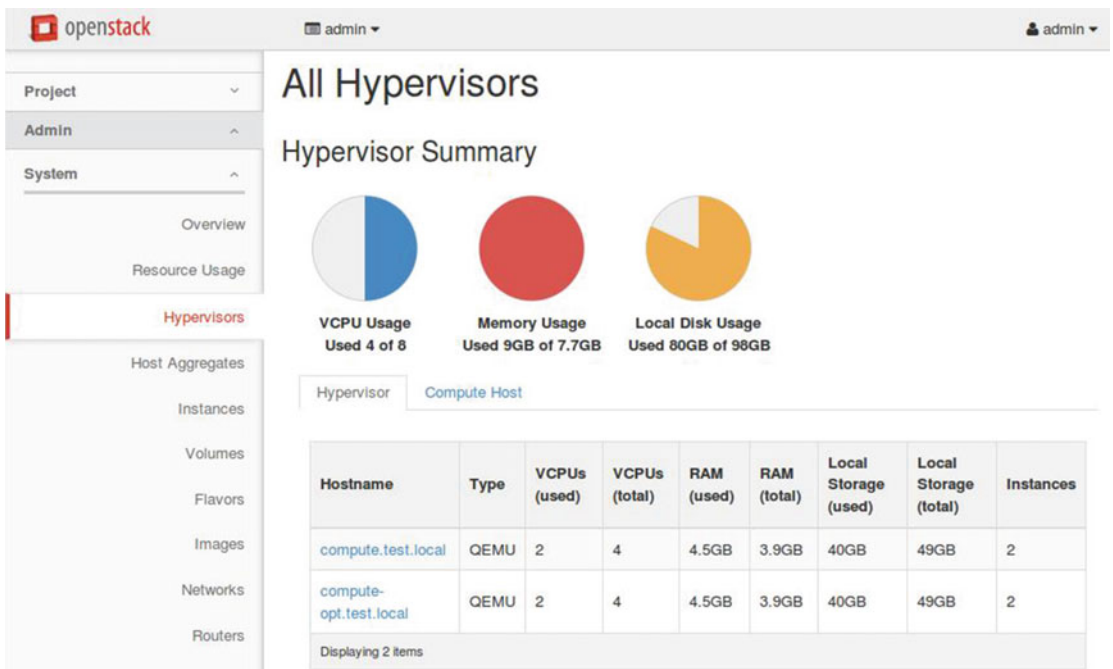 openstack
admin
admin
Project
Admin
System
Overview
Resource Usage
Hypervisors
Host Aggregates
Instances
Volumes
Flavors
Images
Networks
Routers
All Hypervisors
Hypervisor Summary
VCPU Usage
Used 4 of 8
Memory Usage
Used 9GB of 7.7GB
Local Disk Usage
Used 80GB of 98GB
Hypervisor Compute Host
Hostname Type VCPUs (used) VCPUs (total) RAM (used) RAM (total) Local Storage (used) Local Storage (total) Instances
compute.test.local QEMU 2 4 4.5GB 3.9GB 40GB 49GB 2
compute-
opt.test.local QEMU 2 4 4.5GB 3.9GB 40GB 49GB 2
Displaying 2 items